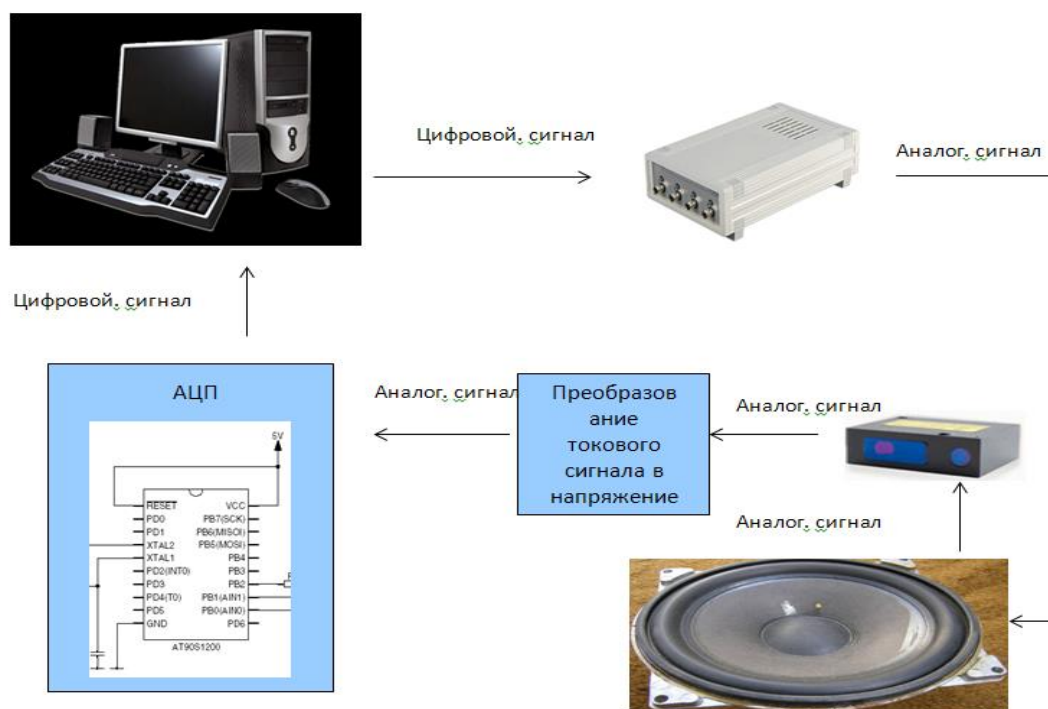 Цифровой. сигнал
Аналог. сигнал
Цифровой. сигнал
АЦП
Аналог. сигнал
Преобразов
ание
токового
сигнала в
напряжение
Аналог. сигнал
Аналог. сигнал
5V
RESET VCC
PD0 PB7(SCK)
PD1 PB6(MISOI)
XTAL2 PB5(MOSI)
XTAL1 PB4
PD2(INT0) PB3
PD3 PB2
PD4(T0) PB1(AIN1)
PD5 PB0(AIN0)
GND PD6
AT90S1200